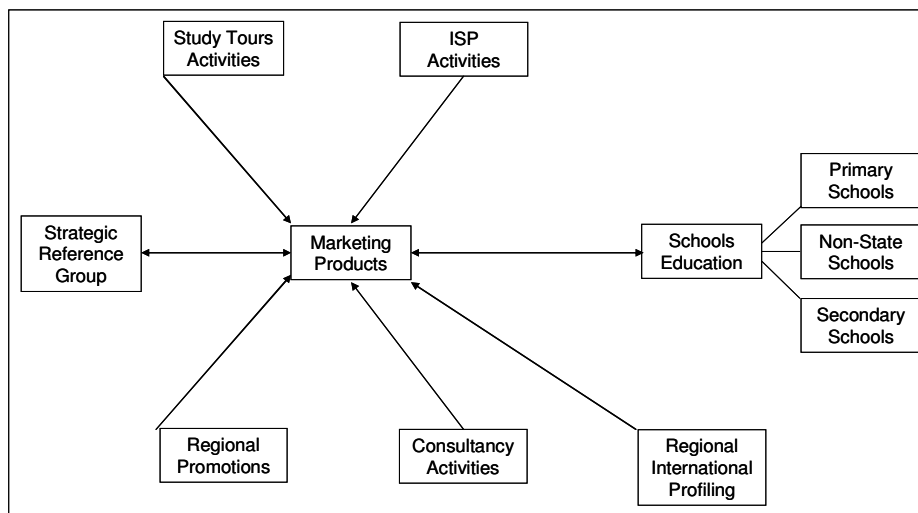 Study Tours
Activities
ISP
Activities
Primary
Schools
Strategic
Reference
Group
Marketing
Products
Schools
Education
Non-State
Schools
Secondary
Schools
Regional
Promotions
Consultancy
Activities
Regional
International
Profiling